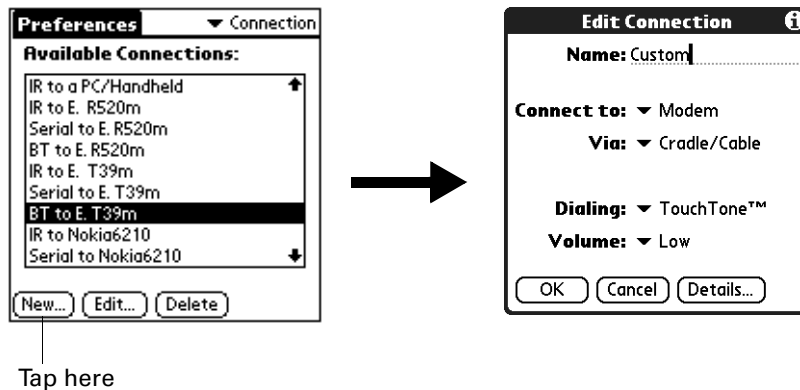 Preferences ▼ Connection
Available Connections:
IR to a PC/Handheld
IR to E. R520m
Serial to E. R520m
BT to E. R520m
IR to E. T39m
Serial to E. T39m
BT to E. T39m
IR to Nokia6210
Serial to Nokia6210
New... Edit... Delete
Tap here
Edit Connection i
Name: Custom
Connect to: ▼ Modem
Via: ▼ Cradle/Cable
Dialing: ▼ TouchTone™
Volume: ▼ Low
OK Cancel Details...